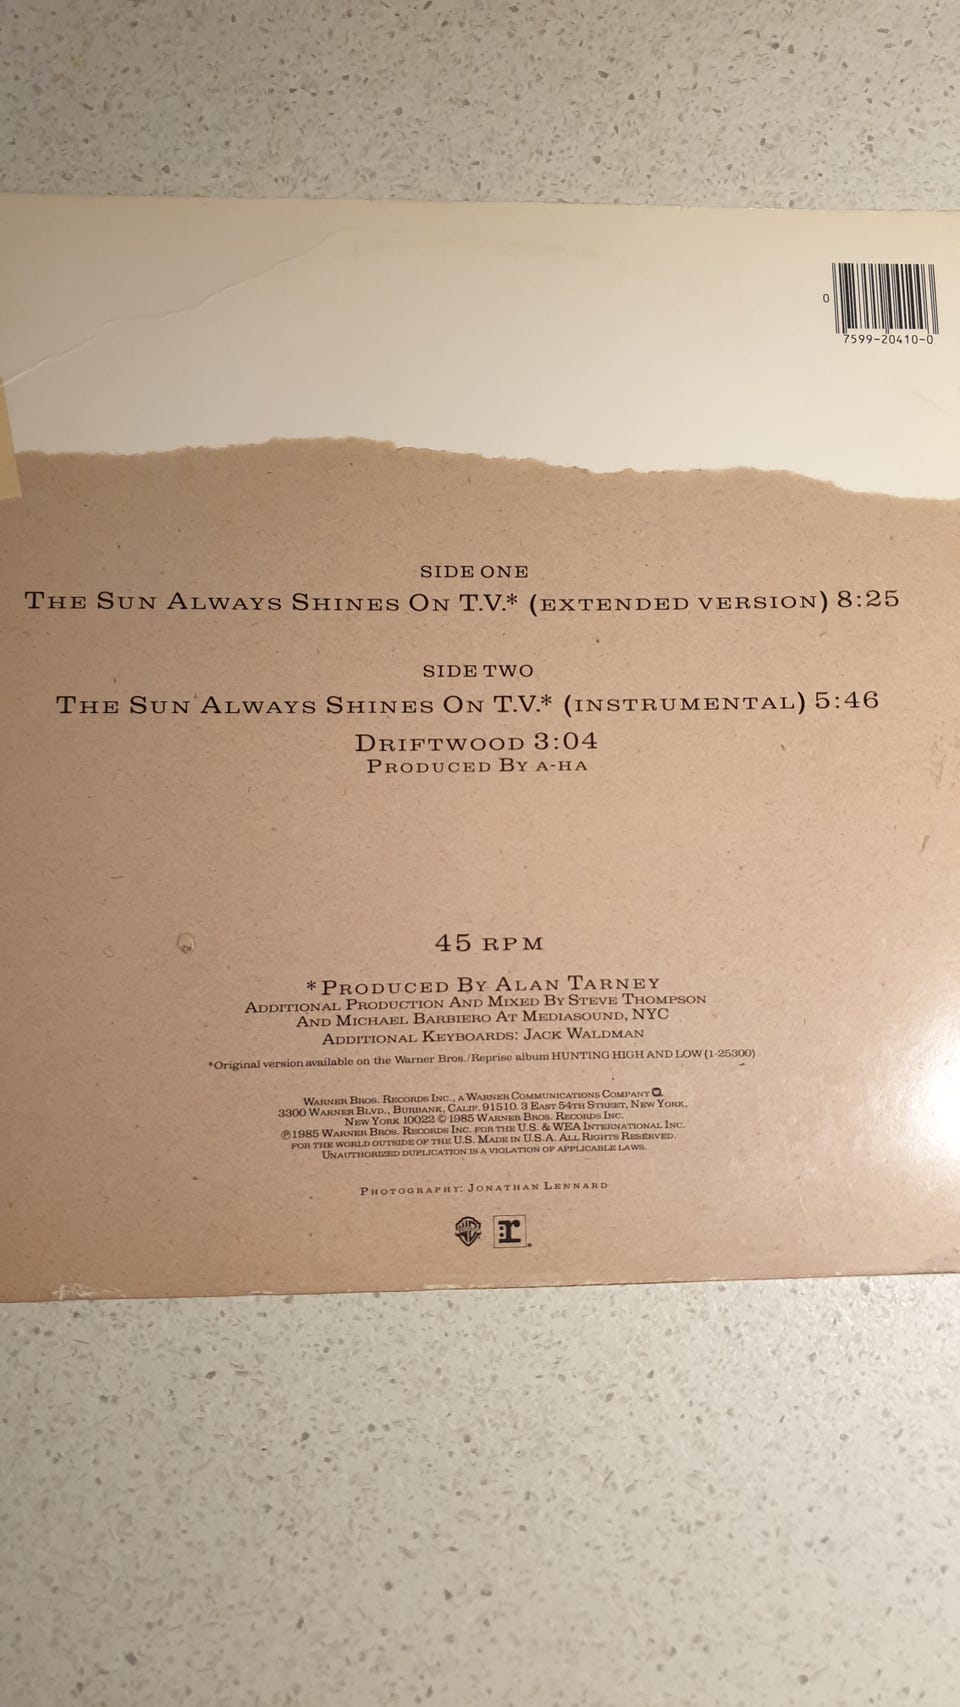 0
7599-20410-0
SIDE ONE
THE SUN ALWAYS SHINES ON T.V.* (EXTENDED VERSION) 8:25
SIDE TWO
THE SUN ALWAYS SHINES ON T.V.* (INSTRUMENTAL) 5:46
DRIFTWOOD 3:04
PRODUCED BY A-HA
45 RPM
*PRODUCED BY ALAN TARNEY
ADDITIONAL PRODUCTION AND MIXED BY STEVE THOMPSON
AND MICHAEL BARBIERO AT MEDIASOUND, NYC
ADDITIONAL KEYBOARDS: JACK WALDMAN
*Original version available on the Warner Bros./Reprise album HUNTING HIGH AND LOW (1-25300)
WARNER BROS. RECORDS INC., A WARNER COMMUNICATIONS COMPANY
3300 WARNER BLVD., BURBANK, CALIF. 91510. 3 EAST 54TH STREET, NEW YORK,
NEW YORK 10022 © 1985 WARNER BROS. RECORDS INC.
℗1985 WARNER BROS. RECORDS INC. FOR THE U.S. & WEA INTERNATIONAL INC.
FOR THE WORLD OUTSIDE OF THE U.S. MADE IN U.S.A. ALL RIGHTS RESERVED.
UNAUTHORIZED DUPLICATION IS A VIOLATION OF APPLICABLE LAWS.
PHOTOGRAPHY: JONATHAN LENNARD
r